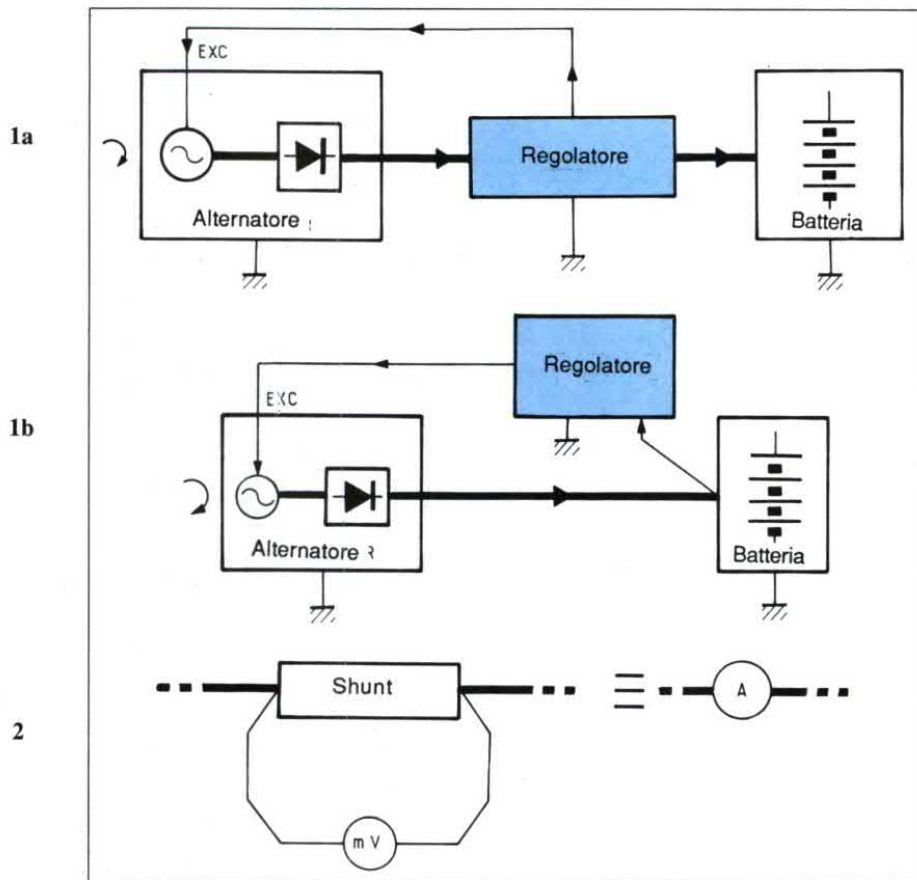 1a
EXC
Regolatore
Alternatore
Batteria
Regolatore
1b
EXC
Alternatore
Batteria
Shunt
A
2
mV